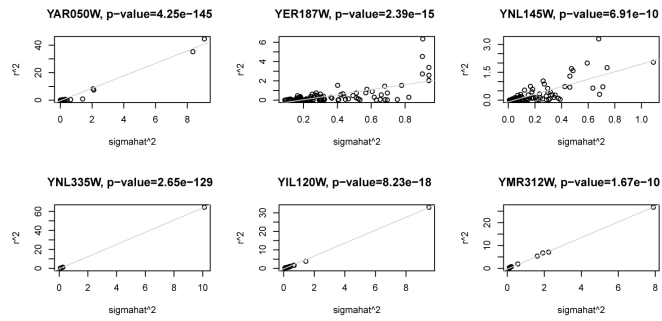 YAR050W, p-value=4.25e-145
YER187W, p-value=2.39e-15
YNL145W, p-value=6.91e-10
r^2
0 20 40
0 2 4 6 8
sigmahat^2
r^2
0 2 4 6
0.2 0.4 0.6 0.8
sigmahat^2
r^2
0.0 1.5 3.0
0.0 0.2 0.4 0.6 0.8 1.0
sigmahat^2
YNL335W, p-value=2.65e-129
YIL120W, p-value=8.23e-18
YMR312W, p-value=1.67e-10
r^2
0 20 40 60
0 2 4 6 8 10
sigmahat^2
r^2
0 10 20 30
0 2 4 6 8
sigmahat^2
r^2
0 10 20
0 2 4 6 8
sigmahat^2